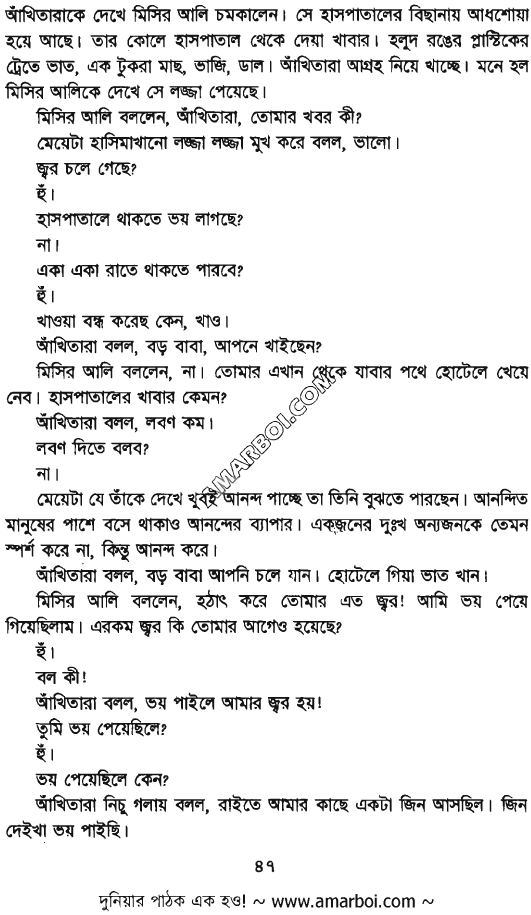 আঁখিতারাকে দেখে মিসির আলি চমকালেন। সে হাসপাতালের বিছানায় আধশোয়া
হয়ে আছে। তার কোলে হাসপাতাল থেকে দেয়া খাবার। হলুদ রঙের প্লাস্টিকের
ট্রেতে ভাত, এক টুকরা মাছ, ভাজি, ডাল। আঁখিতারা আগ্রহ নিয়ে খাচ্ছে। মনে হল
মিসির আলিকে দেখে সে লজ্জা পেয়েছে।
মিসির আলি বললেন, আঁখিতারা, তোমার খবর কী?
মেয়েটা হাসিমাখানো লজ্জা লজ্জা মুখ করে বলল, ভালো।
জ্বর চলে গেছে?
হুঁ।
হাসপাতালে থাকতে ভয় লাগছে?
না।
একা একা রাতে থাকতে পারবে?
হুঁ।
খাওয়া বন্ধ করেছ কেন, খাও।
আঁখিতারা বলল, বড় বাবা, আপনে খাইছেন?
মিসির আলি বললেন, না। তোমার এখান থেকে যাবার পথে হোটেলে খেয়ে
নেব। হাসপাতালের খাবার কেমন?
আঁখিতারা বলল, লবণ কম।
লবণ দিতে বলব?
না।
মেয়েটা যে তাঁকে দেখে খুবই আনন্দ পাচ্ছে তা তিনি বুঝতে পারছেন। আনন্দিত
মানুষের পাশে বসে থাকাও আনন্দের ব্যাপার। একজনের দুঃখ অন্যজনকে তেমন
স্পর্শ করে না, কিন্তু আনন্দ করে।
আঁখিতারা বলল, বড় বাবা আপনি চলে যান। হোটেলে গিয়া ভাত খান।
মিসির আলি বললেন, হঠাৎ করে তোমার এত জ্বর! আমি ভয় পেয়ে
গিয়েছিলাম। এরকম জ্বর কি তোমার আগেও হয়েছে?
হুঁ।
বল কী!
আঁখিতারা বলল, ভয় পাইলে আমার জ্বর হয়!
তুমি ভয় পেয়েছিলে?
হুঁ।
ভয় পেয়েছিলে কেন?
আঁখিতারা নিচু গলায় বলল, রাইতে আমার কাছে একটা জিন আসছিল। জিন
দেইখা ভয় পাইছি।
৪৭
দুনিয়ার পাঠক এক হও! ~ www.amarboi.com ~
AMARBOI.COM